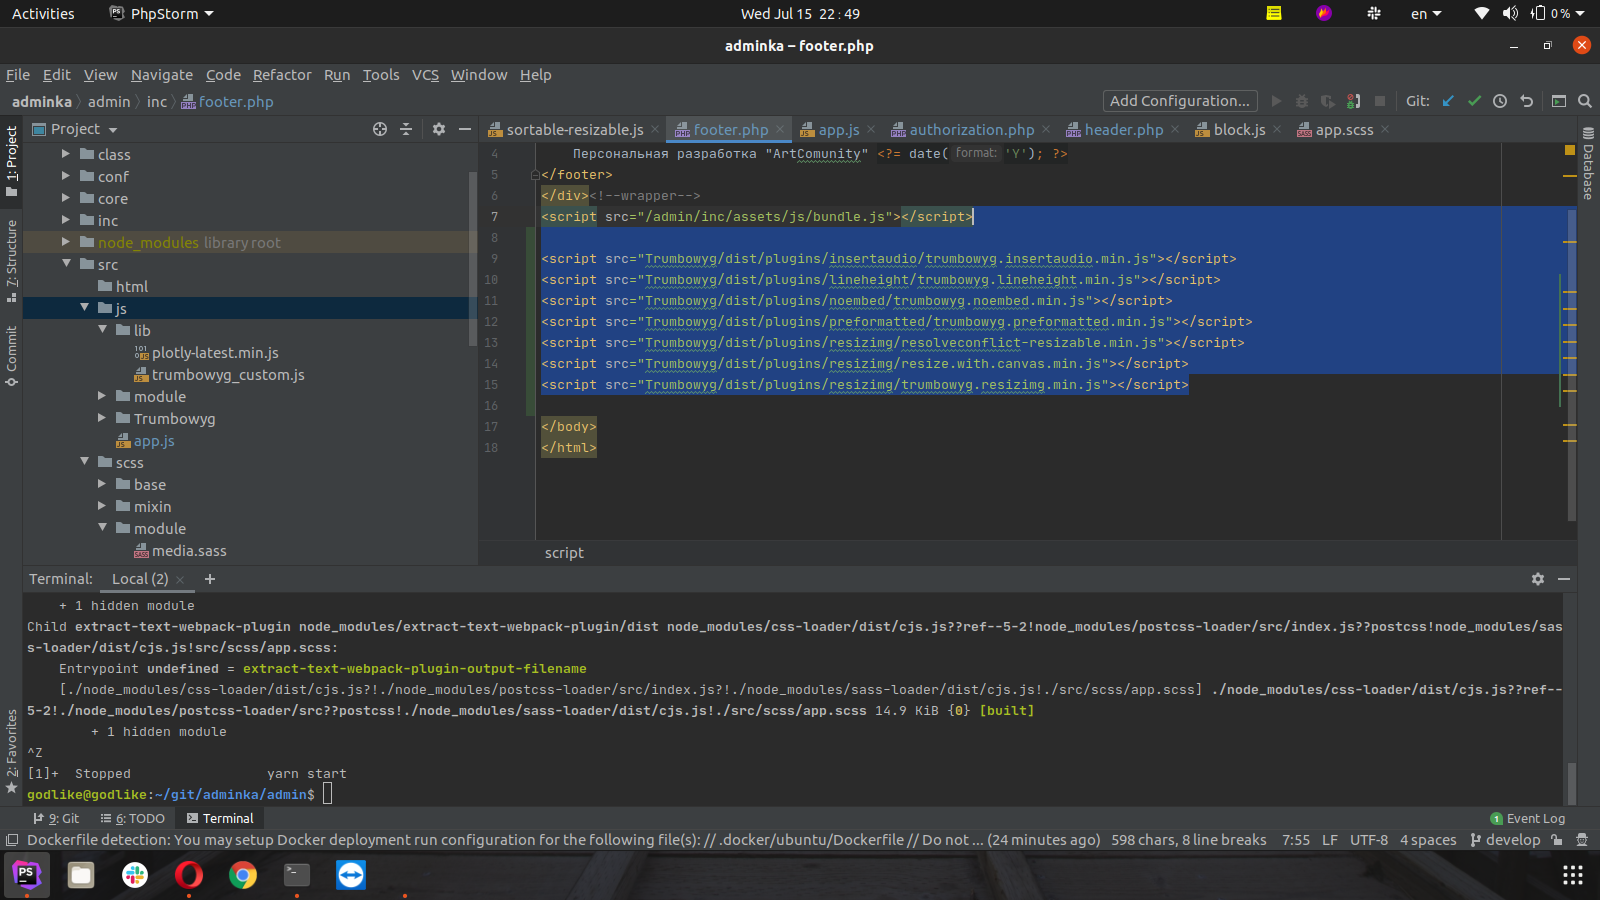 Activities PhpStorm Wed Jul 15 22:49 en 0 %
adminka – footer.php
File Edit View Navigate Code Refactor Run Tools VCS Window Help
adminka admin inc footer.php Add Configuration... Git:
1: Project
7: Structure
Commit
2: Favorites
Project
class
conf
core
inc
node_modules library root
src
html
js
lib
plotly-latest.min.js
trumbowyg_custom.js
module
Trumbowyg
app.js
scss
base
mixin
module
media.sass
sortable-resizable.js footer.php app.js authorization.php header.php block.js app.scss
4 Персональная разработка "ArtComunity" <?= date( format: 'Y'); ?>
5 </footer>
6 </div><!--wrapper-->
7 <script src="/admin/inc/assets/js/bundle.js"></script>
8
9 <script src="Trumbowyg/dist/plugins/insertaudio/trumbowyg.insertaudio.min.js"></script>
10 <script src="Trumbowyg/dist/plugins/lineheight/trumbowyg.lineheight.min.js"></script>
11 <script src="Trumbowyg/dist/plugins/noembed/trumbowyg.noembed.min.js"></script>
12 <script src="Trumbowyg/dist/plugins/preformatted/trumbowyg.preformatted.min.js"></script>
13 <script src="Trumbowyg/dist/plugins/resizimg/resolveconflict-resizable.min.js"></script>
14 <script src="Trumbowyg/dist/plugins/resizimg/resize.with.canvas.min.js"></script>
15 <script src="Trumbowyg/dist/plugins/resizimg/trumbowyg.resizimg.min.js"></script>
16
17 </body>
18 </html>
script
Database
Terminal: Local (2) +
+ 1 hidden module
Child extract-text-webpack-plugin node_modules/extract-text-webpack-plugin/dist node_modules/css-loader/dist/cjs.js??ref--5-2!node_modules/postcss-loader/src/index.js??postcss!node_modules/sas
s-loader/dist/cjs.js!src/scss/app.scss:
Entrypoint undefined = extract-text-webpack-plugin-output-filename
[./node_modules/css-loader/dist/cjs.js?!./node_modules/postcss-loader/src/index.js?!./node_modules/sass-loader/dist/cjs.js!./src/scss/app.scss] ./node_modules/css-loader/dist/cjs.js??ref--
5-2!./node_modules/postcss-loader/src??postcss!./node_modules/sass-loader/dist/cjs.js!./src/scss/app.scss 14.9 KiB {0} [built]
+ 1 hidden module
^Z
[1]+ Stopped yarn start
godlike@godlike:~/git/adminka/admin$
9: Git 6: TODO Terminal 1 Event Log
Dockerfile detection: You may setup Docker deployment run configuration for the following file(s): // .docker/ubuntu/Dockerfile // Do not ... (24 minutes ago) 598 chars, 8 line breaks 7:55 LF UTF-8 4 spaces develop